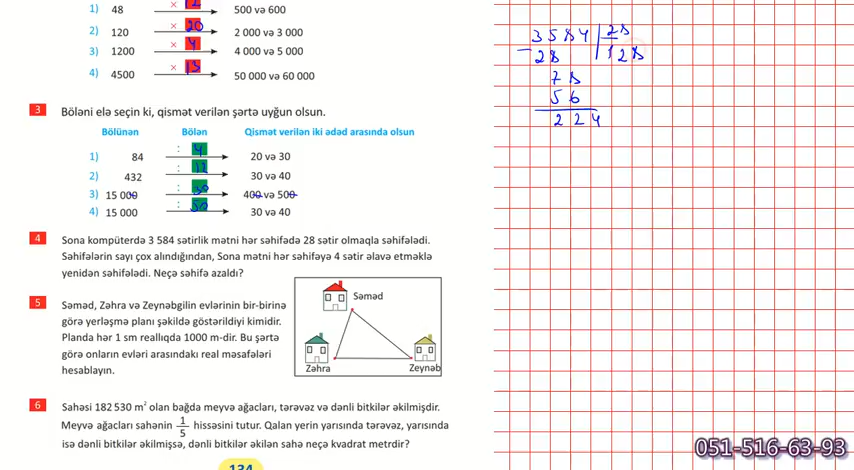 1) 48 × 12 500 və 600
2) 120 × 20 2 000 və 3 000
3) 1200 × 4 4 000 və 5 000
4) 4500 × 13 50 000 və 60 000
3 Böləni elə seçin ki, qismət verilən şərtə uyğun olsun.
Bölünən Bölən Qismət verilən iki ədəd arasında olsun
1) 84 : 4 20 və 30
2) 432 : 12 30 və 40
3) 15 000 : 30 400 və 500
4) 15 000 : 50 30 və 40
4 Sona kompüterdə 3 584 sətirlik mətni hər səhifədə 28 sətir olmaqla səhifələdi.
Səhifələrin sayı çox alındığından, Sona mətni hər səhifəyə 4 sətir əlavə etməklə
yenidən səhifələdi. Neçə səhifə azaldı?
5 Səməd, Zəhra və Zeynəbgilin evlərinin bir-birinə
görə yerləşmə planı şəkildə göstərildiyi kimidir.
Planda hər 1 sm reallıqda 1000 m-dir. Bu şərtə
görə onların evləri arasındakı real məsafələri
hesablayın.
Səməd
Zəhra Zeynəb
6 Sahəsi 182 530 m² olan bağda meyvə ağacları, tərəvəz və dənli bitkilər əkilmişdir.
Meyvə ağacları sahənin 1/5 hissəsini tutur. Qalan yerin yarısında tərəvəz, yarısında
isə dənli bitkilər əkilmişsə, dənli bitkilər əkilən sahə neçə kvadrat metrdir?
134
3584 | 28
- 28 128
78
56
224
051-516-63-93